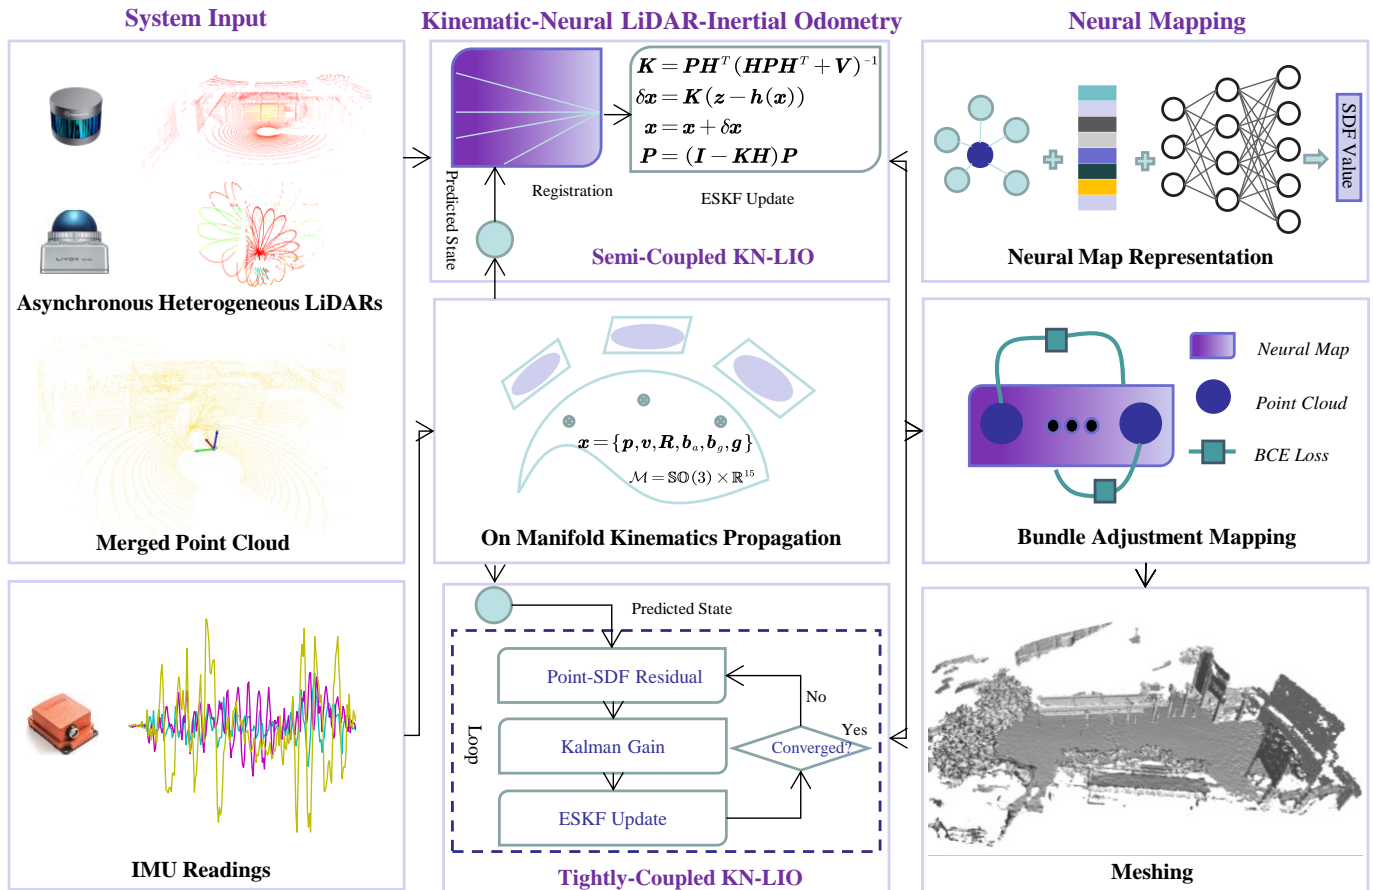 System Input
Asynchronous Heterogeneous LiDARs
Merged Point Cloud
IMU Readings
Kinematic-Neural LiDAR-Inertial Odometry
K = PH^T (HPH^T + V)^{-1}
δx = K(z − h(x))
x = x + δx
P = (I − KH)P
Predicted State
Registration
ESKF Update
Semi-Coupled KN-LIO
x = {p, v, R, b_a, b_g, g}
ℳ = 𝕊𝕆(3) × ℝ^{15}
On Manifold Kinematics Propagation
Predicted State
Loop
Point-SDF Residual
No
Kalman Gain
Converged?
Yes
ESKF Update
Tightly-Coupled KN-LIO
Neural Mapping
SDF Value
Neural Map Representation
Neural Map
Point Cloud
BCE Loss
Bundle Adjustment Mapping
Meshing